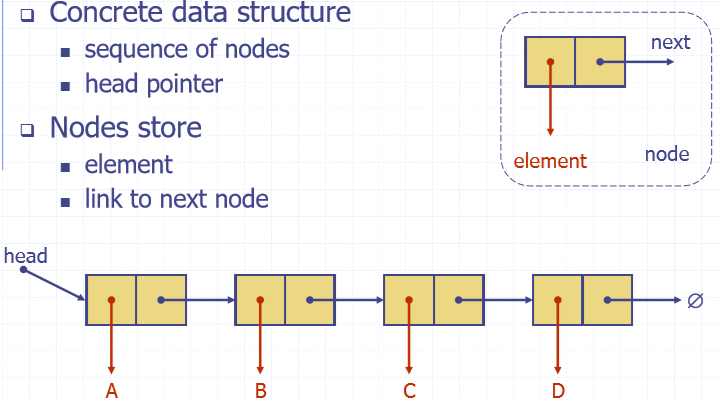 Concrete data structure
sequence of nodes
head pointer
Nodes store
element
link to next node
next
element
node
head
∅
A
B
C
D